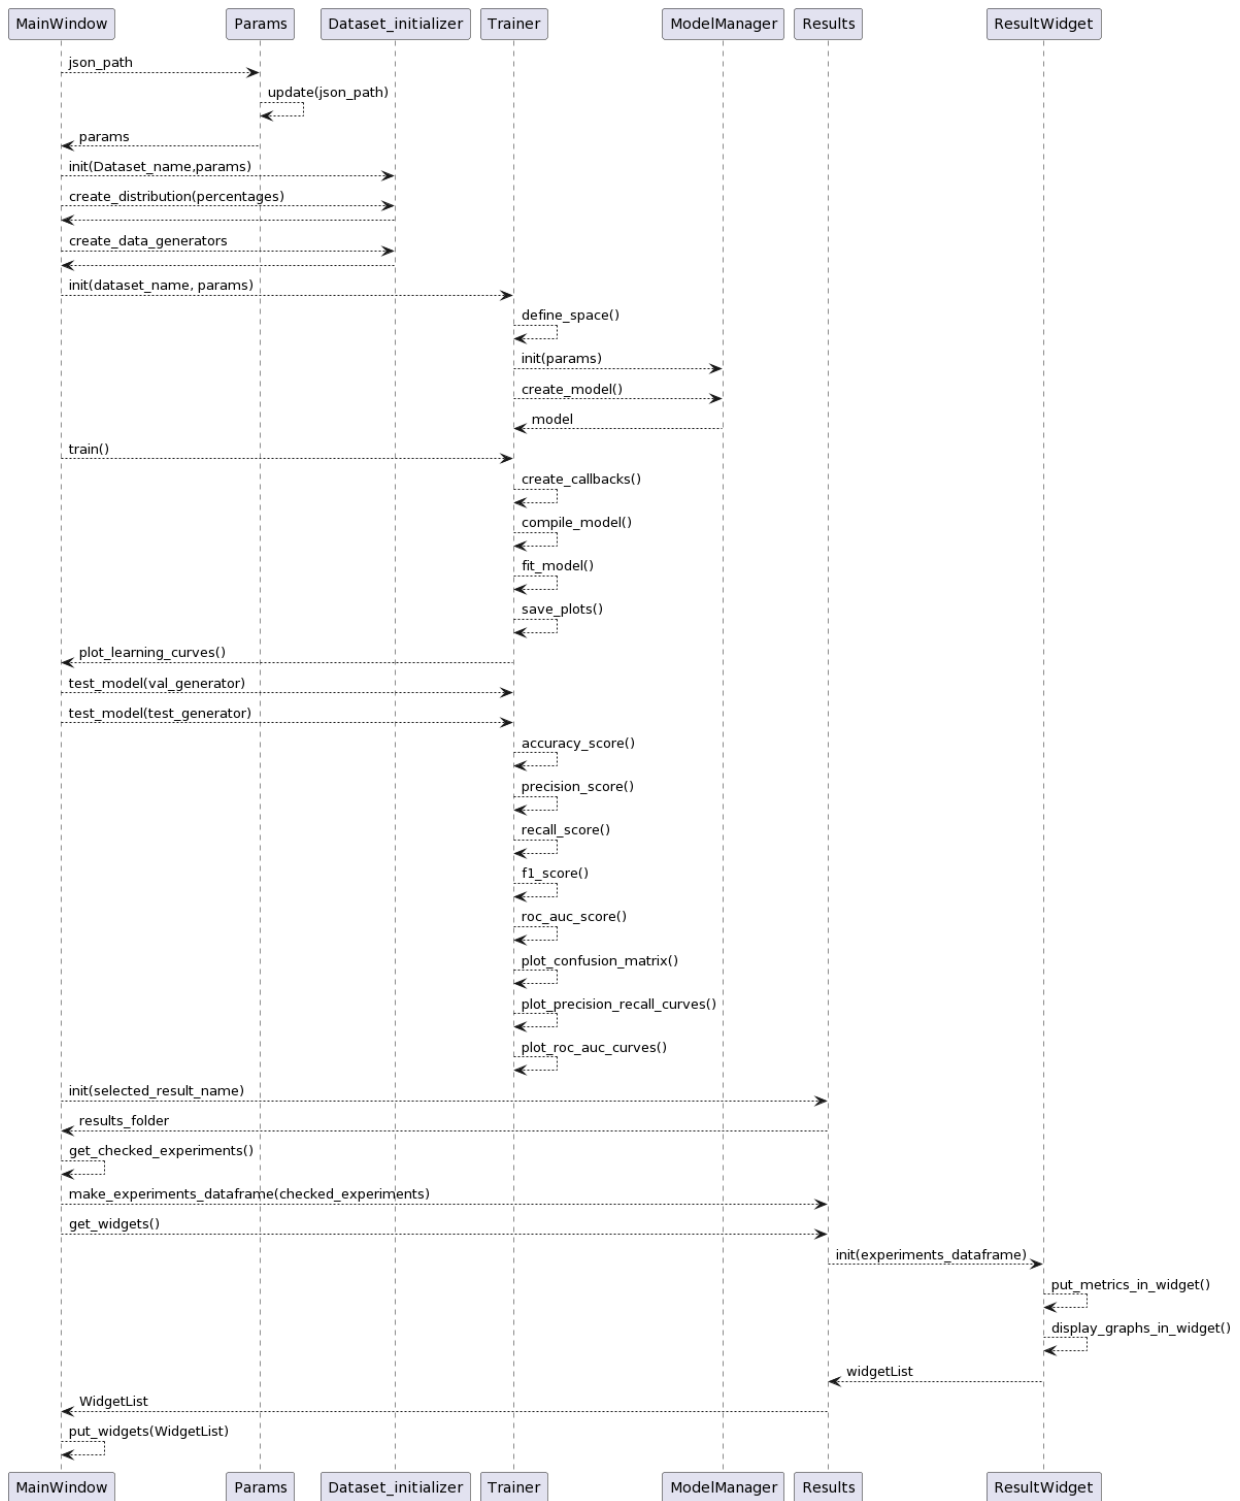 MainWindow Params Dataset_initializer Trainer ModelManager Results ResultWidget
json_path
update(json_path)
params
init(Dataset_name,params)
create_distribution(percentages)
create_data_generators
init(dataset_name, params)
define_space()
init(params)
create_model()
model
train()
create_callbacks()
compile_model()
fit_model()
save_plots()
plot_learning_curves()
test_model(val_generator)
test_model(test_generator)
accuracy_score()
precision_score()
recall_score()
f1_score()
roc_auc_score()
plot_confusion_matrix()
plot_precision_recall_curves()
plot_roc_auc_curves()
init(selected_result_name)
results_folder
get_checked_experiments()
make_experiments_dataframe(checked_experiments)
get_widgets()
init(experiments_dataframe)
put_metrics_in_widget()
display_graphs_in_widget()
widgetList
WidgetList
put_widgets(WidgetList)
MainWindow Params Dataset_initializer Trainer ModelManager Results ResultWidget